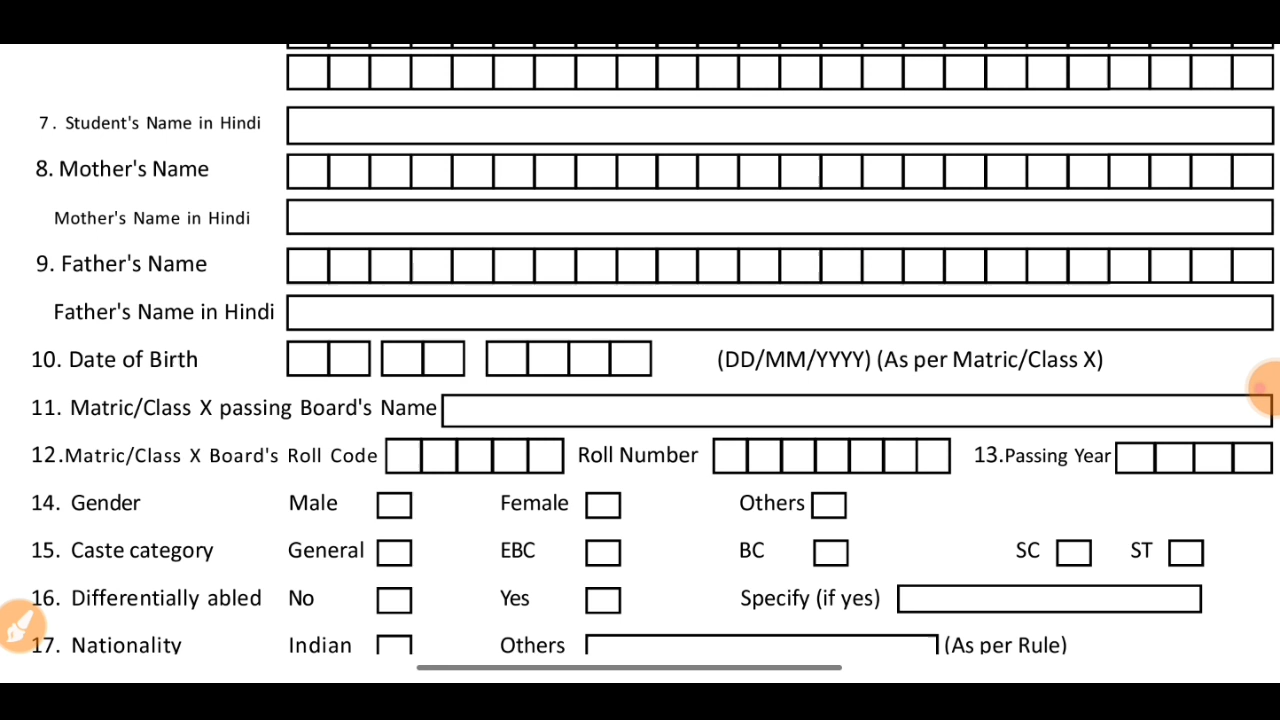 7. Student's Name in Hindi
8. Mother's Name
Mother's Name in Hindi
9. Father's Name
Father's Name in Hindi
10. Date of Birth (DD/MM/YYYY) (As per Matric/Class X)
11. Matric/Class X passing Board's Name
12.Matric/Class X Board's Roll Code Roll Number 13.Passing Year
14. Gender Male Female Others
15. Caste category General EBC BC SC ST
16. Differentially abled No Yes Specify (if yes)
17. Nationality Indian Others (As per Rule)